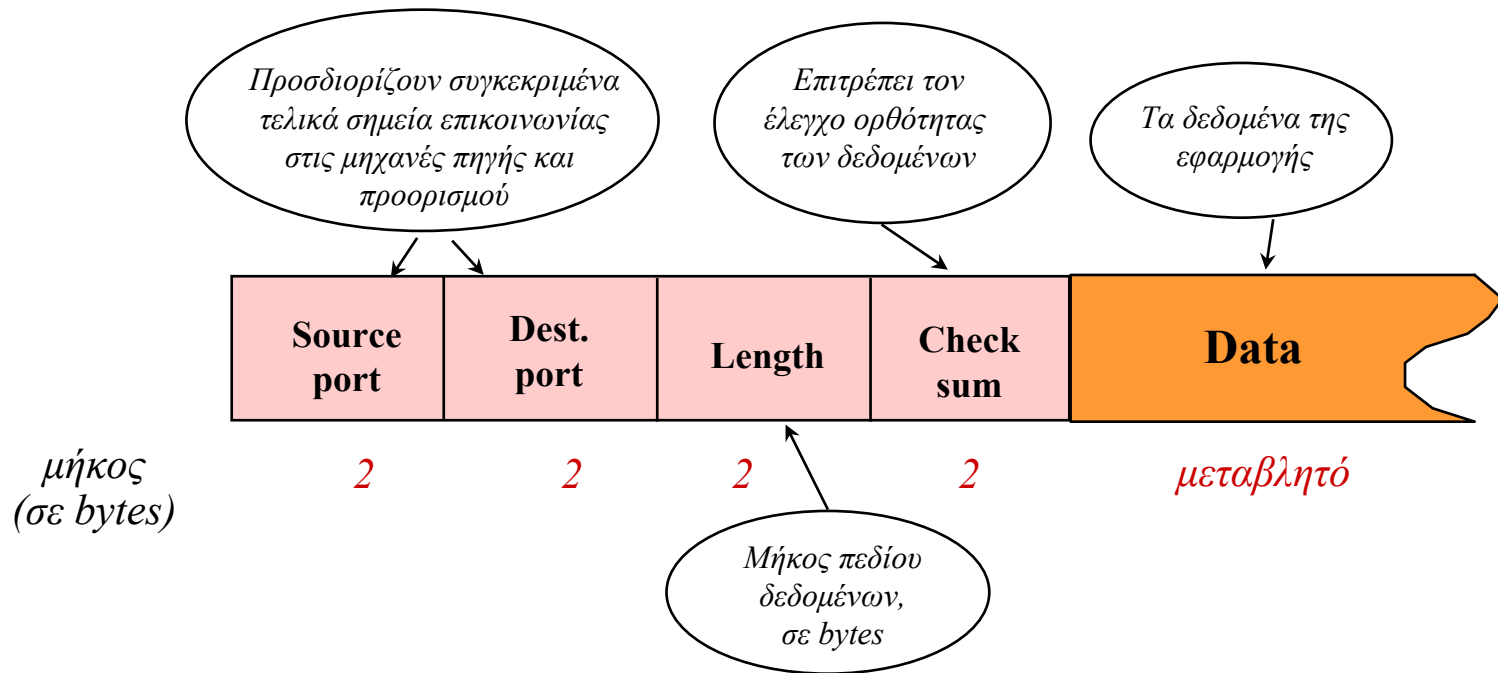 Προσδιορίζουν συγκεκριμένα
τελικά σημεία επικοινωνίας
στις μηχανές πηγής και
προορισμού
Επιτρέπει τον
έλεγχο ορθότητας
των δεδομένων
Τα δεδομένα της
εφαρμογής
Source
port
Dest.
port
Length
Check
sum
Data
μήκος
(σε bytes)
2
2
2
2
μεταβλητό
Μήκος πεδίου
δεδομένων,
σε bytes